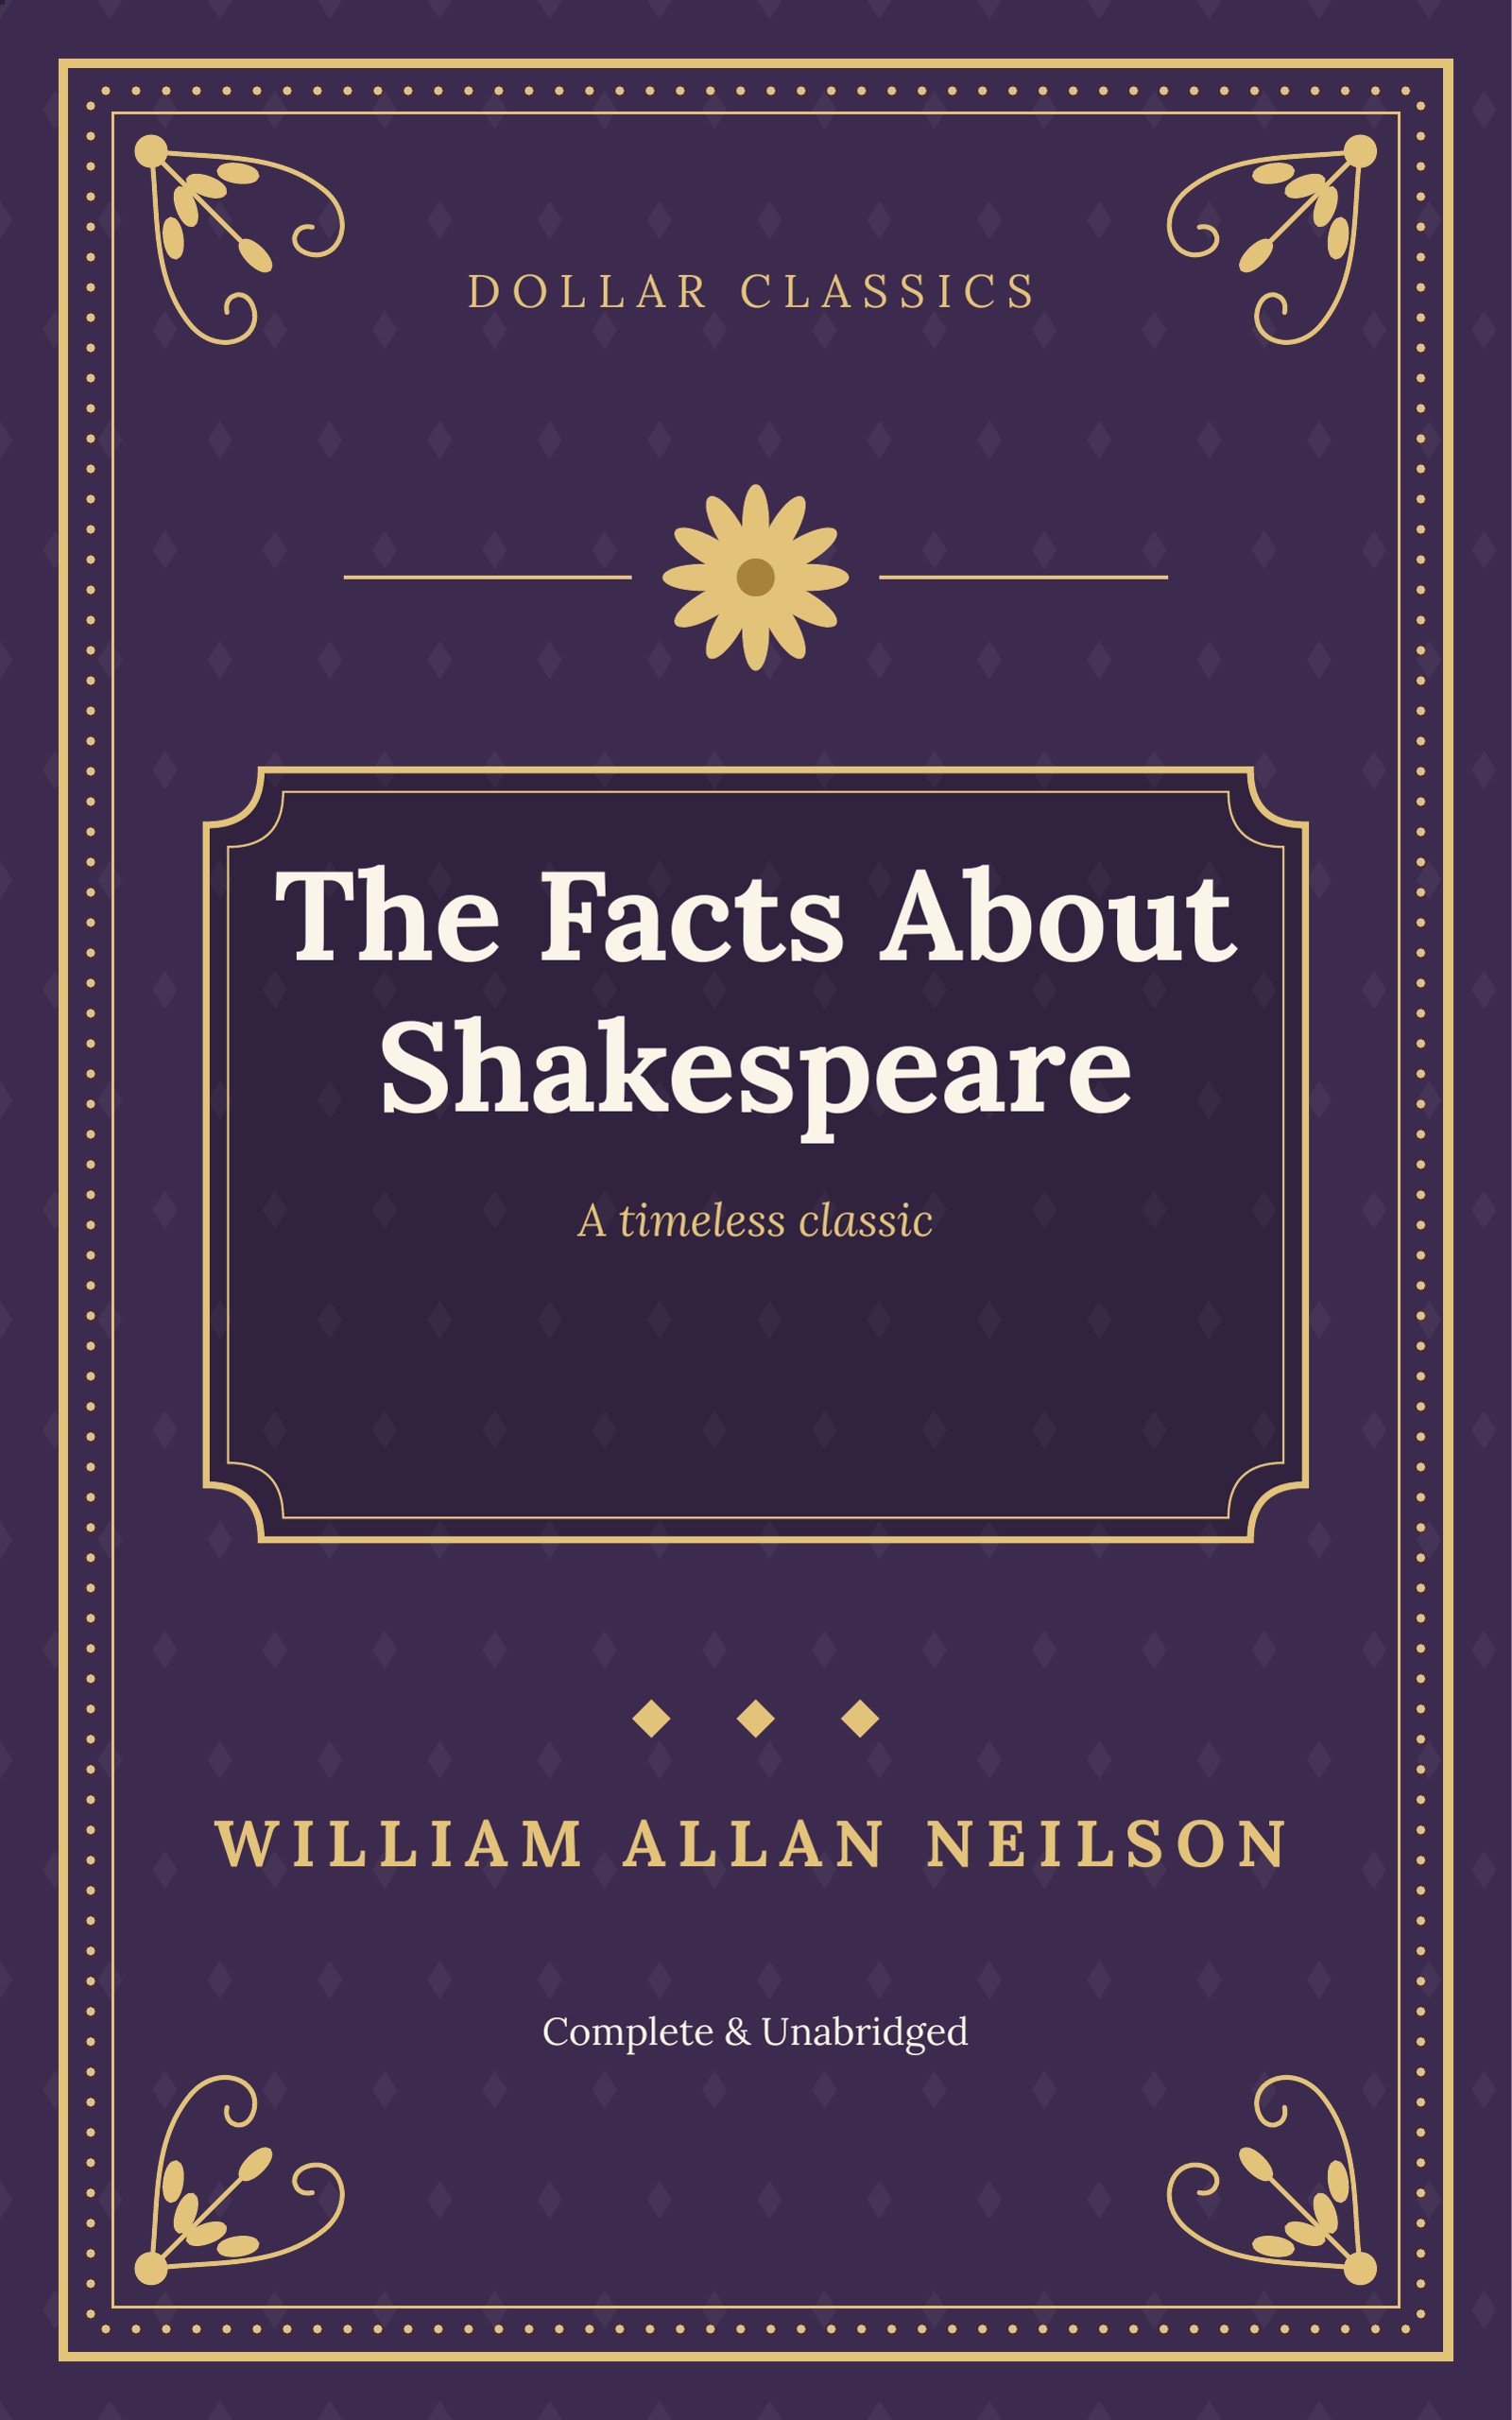 DOLLAR CLASSICS
The Facts About
Shakespeare
A timeless classic
WILLIAM ALLAN NEILSON
Complete & Unabridged